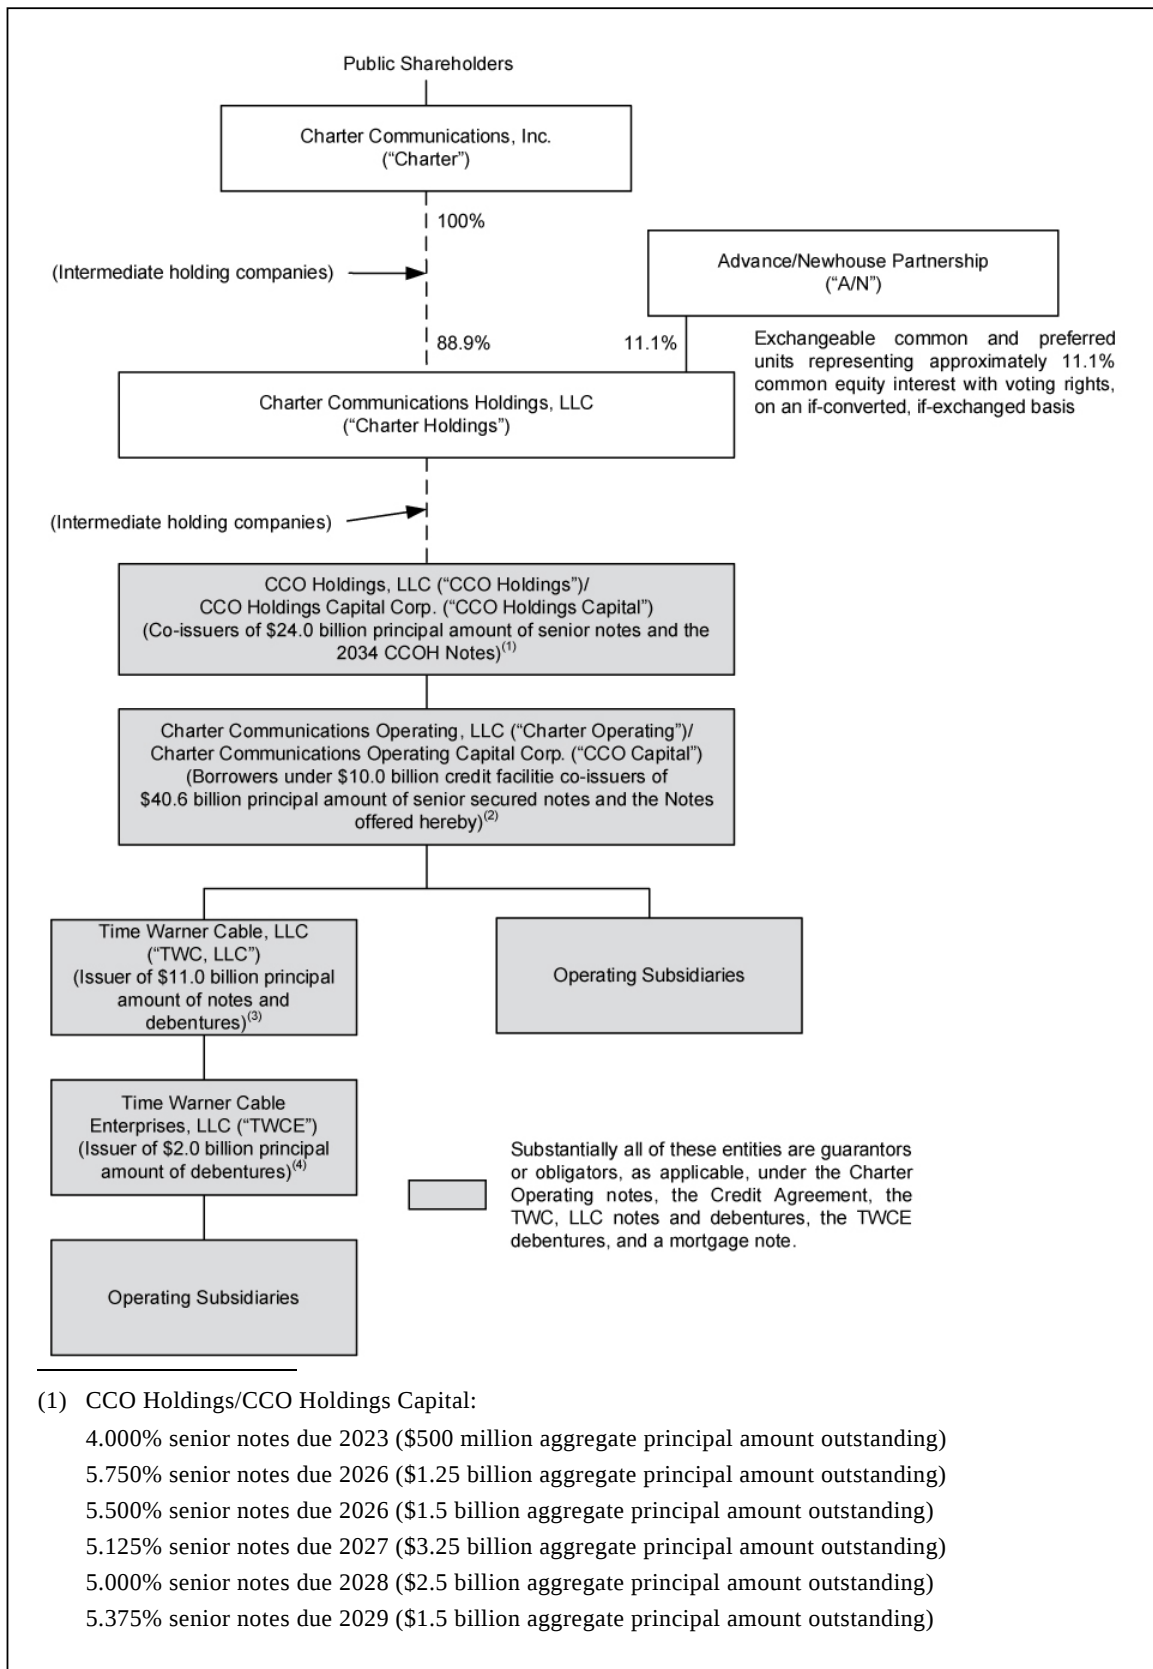 Public Shareholders
Charter Communications, Inc.
(“Charter”)
100%
(Intermediate holding companies)
Advance/Newhouse Partnership
(“A/N”)
88.9%
11.1%
Exchangeable common and preferred
units representing approximately 11.1%
common equity interest with voting rights,
on an if-converted, if-exchanged basis
Charter Communications Holdings, LLC
(“Charter Holdings”)
(Intermediate holding companies)
CCO Holdings, LLC (“CCO Holdings”)/
CCO Holdings Capital Corp. (“CCO Holdings Capital”)
(Co-issuers of $24.0 billion principal amount of senior notes and the
2034 CCOH Notes)(1)
Charter Communications Operating, LLC (“Charter Operating”)/
Charter Communications Operating Capital Corp. (“CCO Capital”)
(Borrowers under $10.0 billion credit facilitie co-issuers of
$40.6 billion principal amount of senior secured notes and the Notes
offered hereby)(2)
Time Warner Cable, LLC
(“TWC, LLC”)
(Issuer of $11.0 billion principal
amount of notes and
debentures)(3)
Operating Subsidiaries
Time Warner Cable
Enterprises, LLC (“TWCE”)
(Issuer of $2.0 billion principal
amount of debentures)(4)
Substantially all of these entities are guarantors
or obligators, as applicable, under the Charter
Operating notes, the Credit Agreement, the
TWC, LLC notes and debentures, the TWCE
debentures, and a mortgage note.
Operating Subsidiaries
(1) CCO Holdings/CCO Holdings Capital:
4.000% senior notes due 2023 ($500 million aggregate principal amount outstanding)
5.750% senior notes due 2026 ($1.25 billion aggregate principal amount outstanding)
5.500% senior notes due 2026 ($1.5 billion aggregate principal amount outstanding)
5.125% senior notes due 2027 ($3.25 billion aggregate principal amount outstanding)
5.000% senior notes due 2028 ($2.5 billion aggregate principal amount outstanding)
5.375% senior notes due 2029 ($1.5 billion aggregate principal amount outstanding)